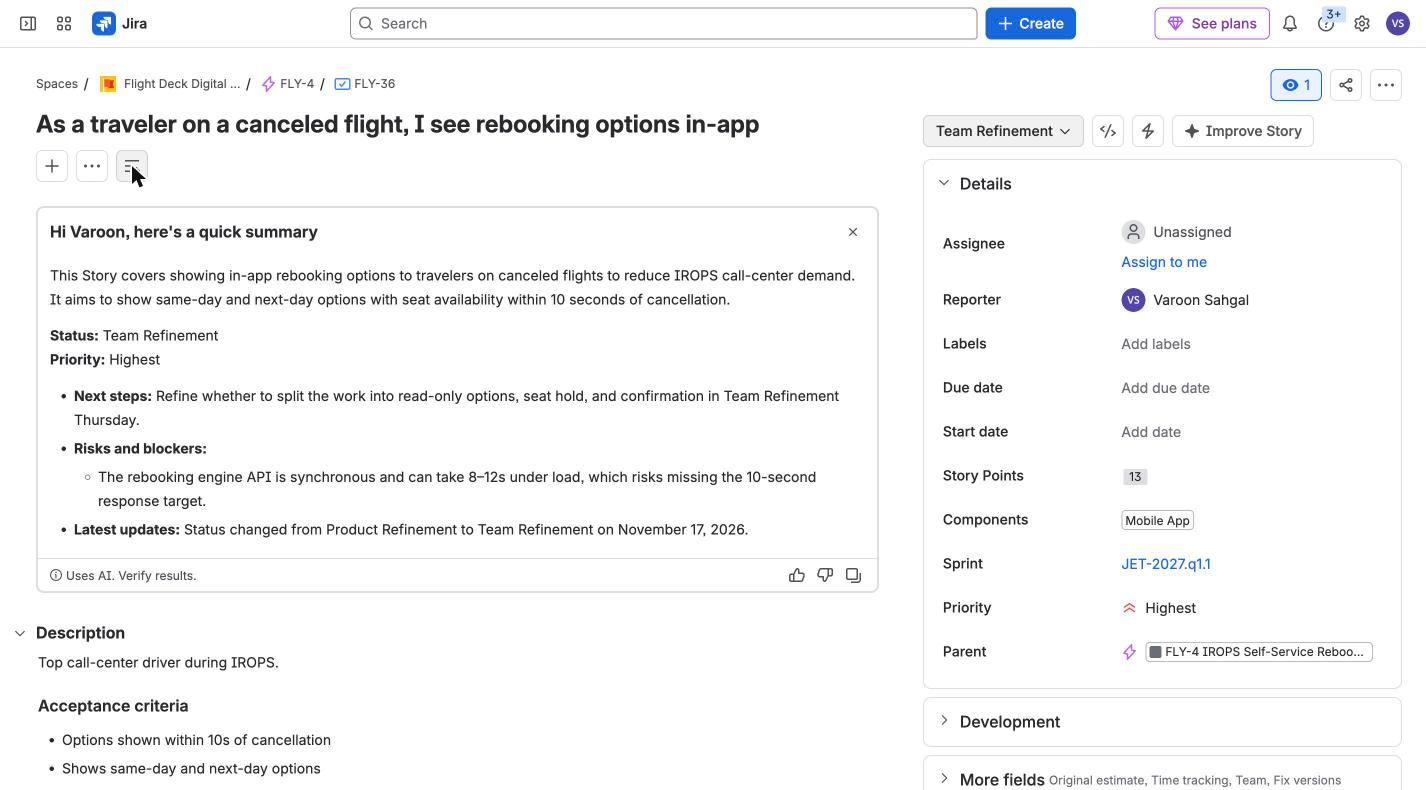 Jira
Search
Create
See plans
3+
VS
Spaces / Flight Deck Digital ... / FLY-4 / FLY-36
1
As a traveler on a canceled flight, I see rebooking options in-app
Team Refinement
Improve Story
Hi Varoon, here's a quick summary
This Story covers showing in-app rebooking options to travelers on canceled flights to reduce IROPS call-center demand.
It aims to show same-day and next-day options with seat availability within 10 seconds of cancellation.
Status: Team Refinement
Priority: Highest
• Next steps: Refine whether to split the work into read-only options, seat hold, and confirmation in Team Refinement
Thursday.
• Risks and blockers:
◦ The rebooking engine API is synchronous and can take 8–12s under load, which risks missing the 10-second
response target.
• Latest updates: Status changed from Product Refinement to Team Refinement on November 17, 2026.
Uses AI. Verify results.
Description
Top call-center driver during IROPS.
Acceptance criteria
• Options shown within 10s of cancellation
• Shows same-day and next-day options
Details
Assignee
Unassigned
Assign to me
Reporter
VS
Varoon Sahgal
Labels
Add labels
Due date
Add due date
Start date
Add date
Story Points
13
Components
Mobile App
Sprint
JET-2027.q1.1
Priority
Highest
Parent
FLY-4 IROPS Self-Service Reboo...
Development
More fields Original estimate, Time tracking, Team, Fix versions